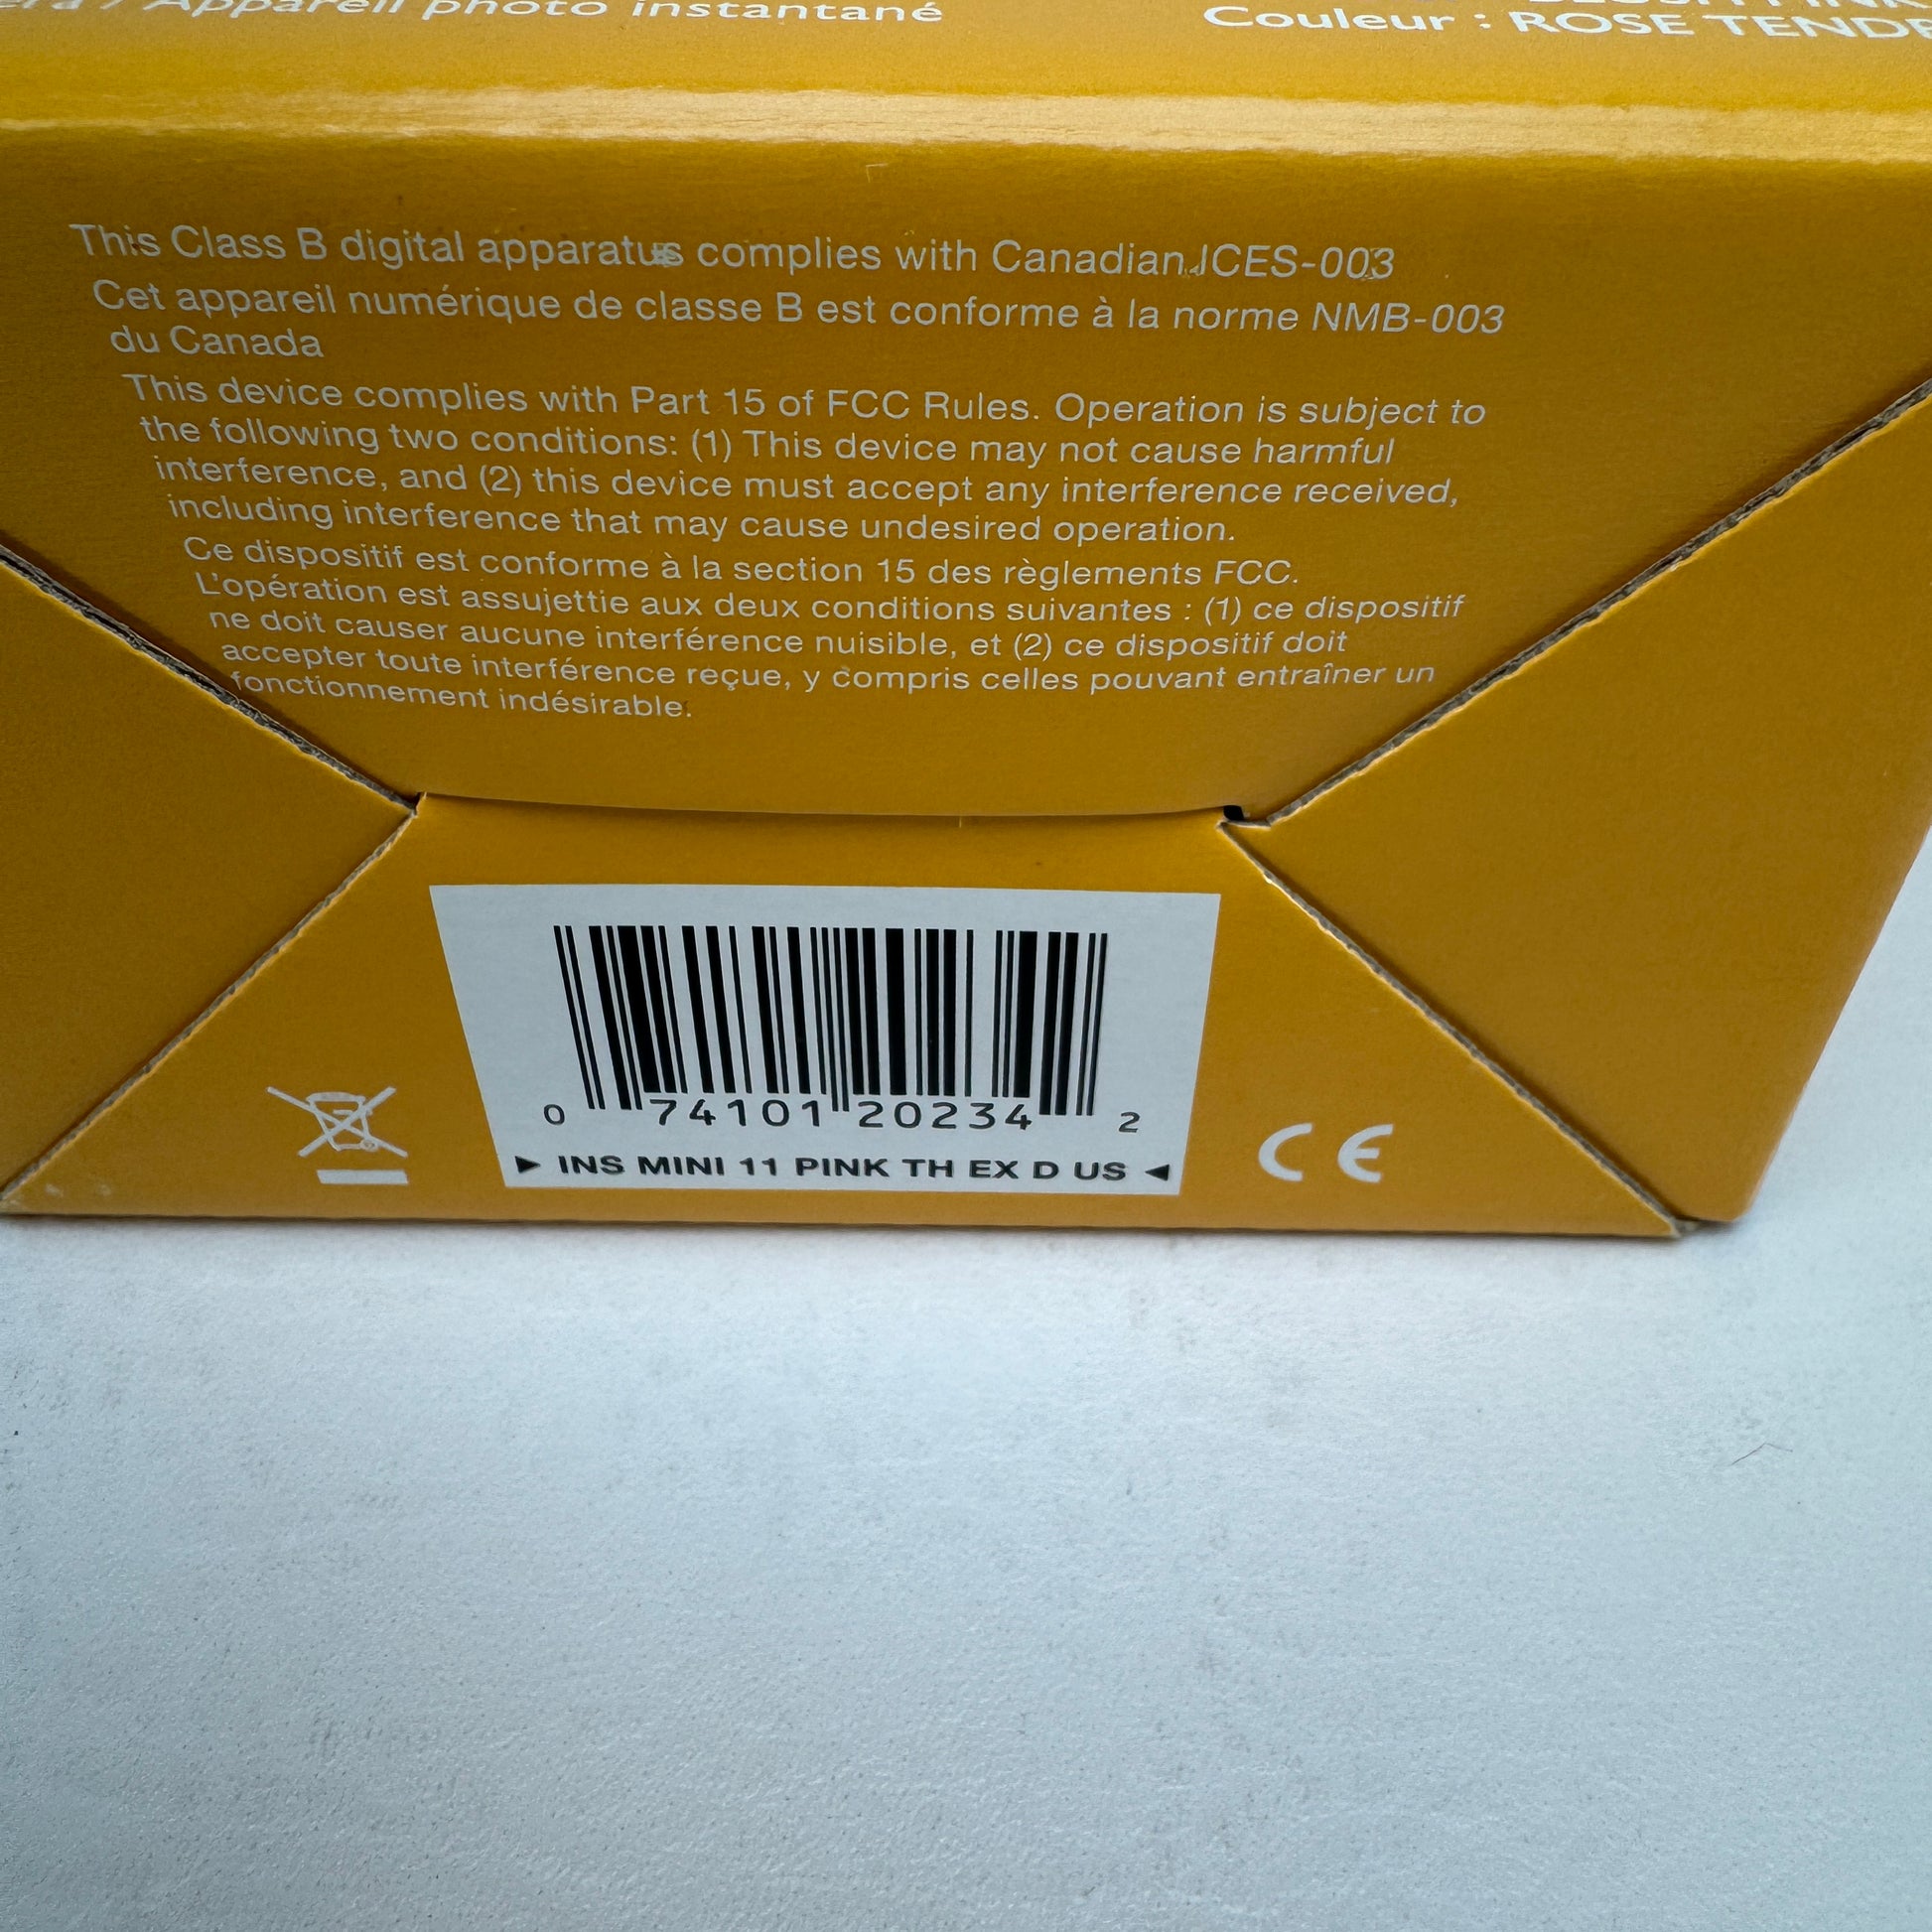 / Appareil photo instantané
Couleur : ROSE TENDRE
This Class B digital apparatus complies with Canadian ICES-003
Cet appareil numérique de classe B est conforme à la norme NMB-003
du Canada
This device complies with Part 15 of FCC Rules. Operation is subject to
the following two conditions: (1) This device may not cause harmful
interference, and (2) this device must accept any interference received,
including interference that may cause undesired operation.
Ce dispositif est conforme à la section 15 des règlements FCC.
L'opération est assujettie aux deux conditions suivantes : (1) ce dispositif
ne doit causer aucune interférence nuisible, et (2) ce dispositif doit
accepter toute interférence reçue, y compris celles pouvant entraîner un
fonctionnement indésirable.
0 74101 20234 2
► INS MINI 11 PINK TH EX D US ◄
CE